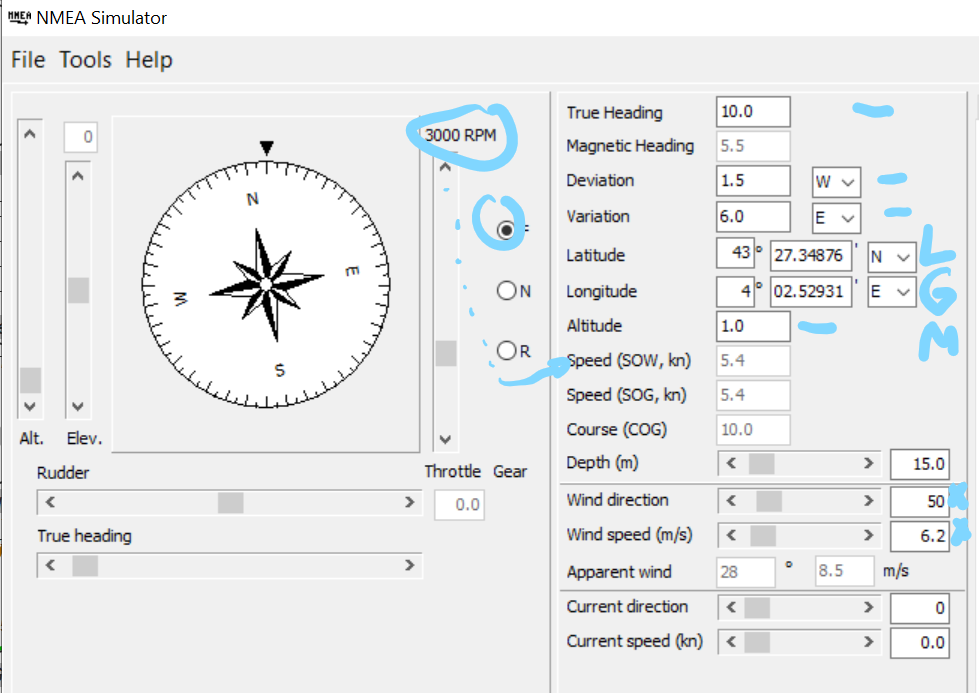 NMEA NMEA Simulator
File Tools Help
0
3000 RPM
N
E
S
W
F
N
R
Alt. Elev.
Throttle Gear
Rudder
0.0
True heading
True Heading 10.0
Magnetic Heading 5.5
Deviation 1.5 W
Variation 6.0 E
Latitude 43 ° 27.34876 ' N L
Longitude 4 ° 02.52931 ' E G
Altitude 1.0 M
Speed (SOW, kn) 5.4
Speed (SOG, kn) 5.4
Course (COG) 10.0
Depth (m) 15.0
Wind direction 50
Wind speed (m/s) 6.2
Apparent wind 28 ° 8.5 m/s
Current direction 0
Current speed (kn) 0.0